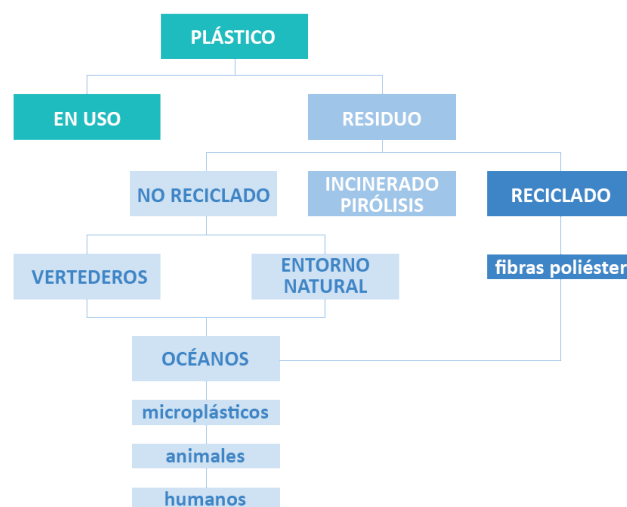 PLÁSTICO
EN USO
RESIDUO
NO RECICLADO
INCINERADO
PIRÓLISIS
RECICLADO
VERTEDEROS
ENTORNO
NATURAL
fibras poliéster
OCÉANOS
microplásticos
animales
humanos